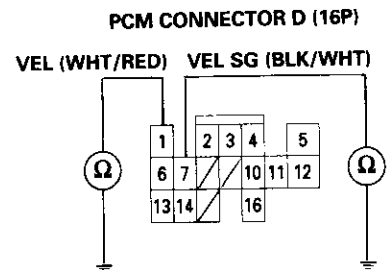 PCM CONNECTOR D (16P)
VEL (WHT/RED) VEL SG (BLK/WHT)
1 2 3 4 5
Ω 6 7 10 11 12 Ω
13 14 16